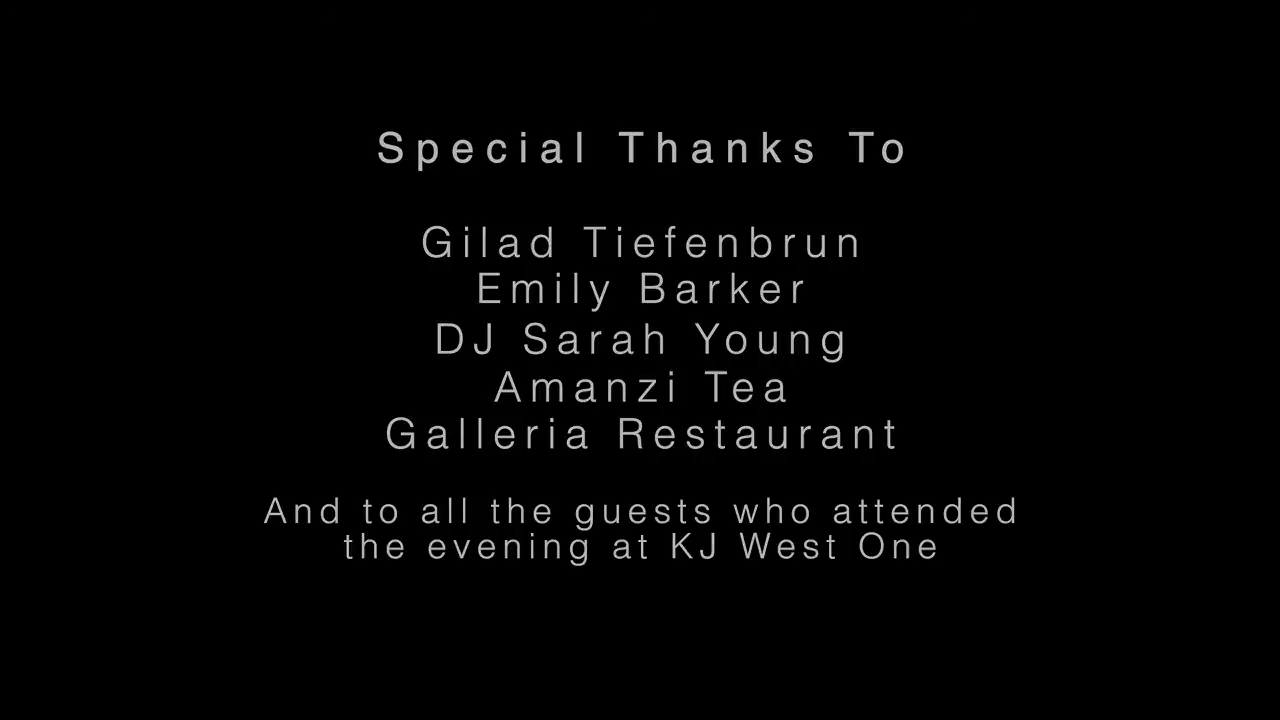 Special Thanks To
Gilad Tiefenbrun
Emily Barker
DJ Sarah Young
Amanzi Tea
Galleria Restaurant
And to all the guests who attended
the evening at KJ West One